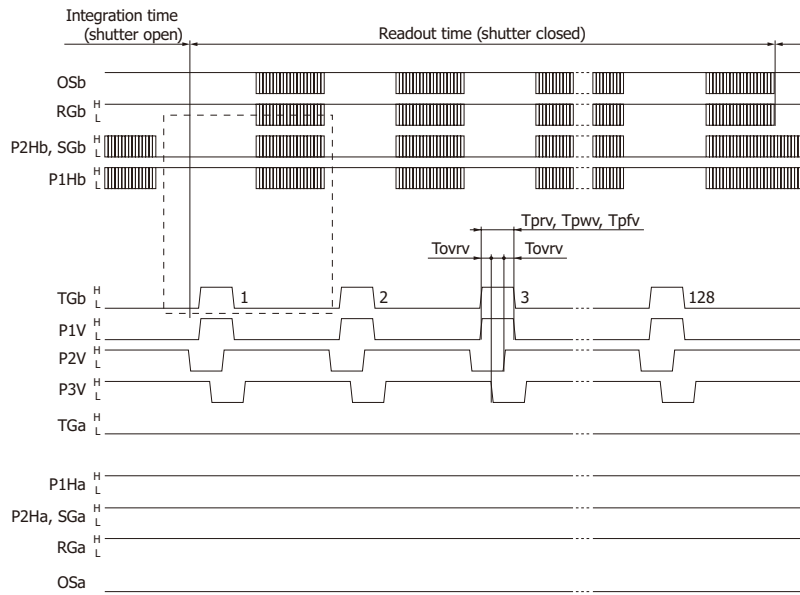 Integration time
(shutter open)
Readout time (shutter closed)
OSb
RGb H
L
P2Hb, SGb H
L
P1Hb H
L
Tprv, Tpwv, Tpfv
Tovrv Tovrv
TGb H
L
1 2 3 128
P1V H
L
P2V H
L
P3V H
L
TGa H
L
P1Ha H
L
P2Ha, SGa H
L
RGa H
L
OSa